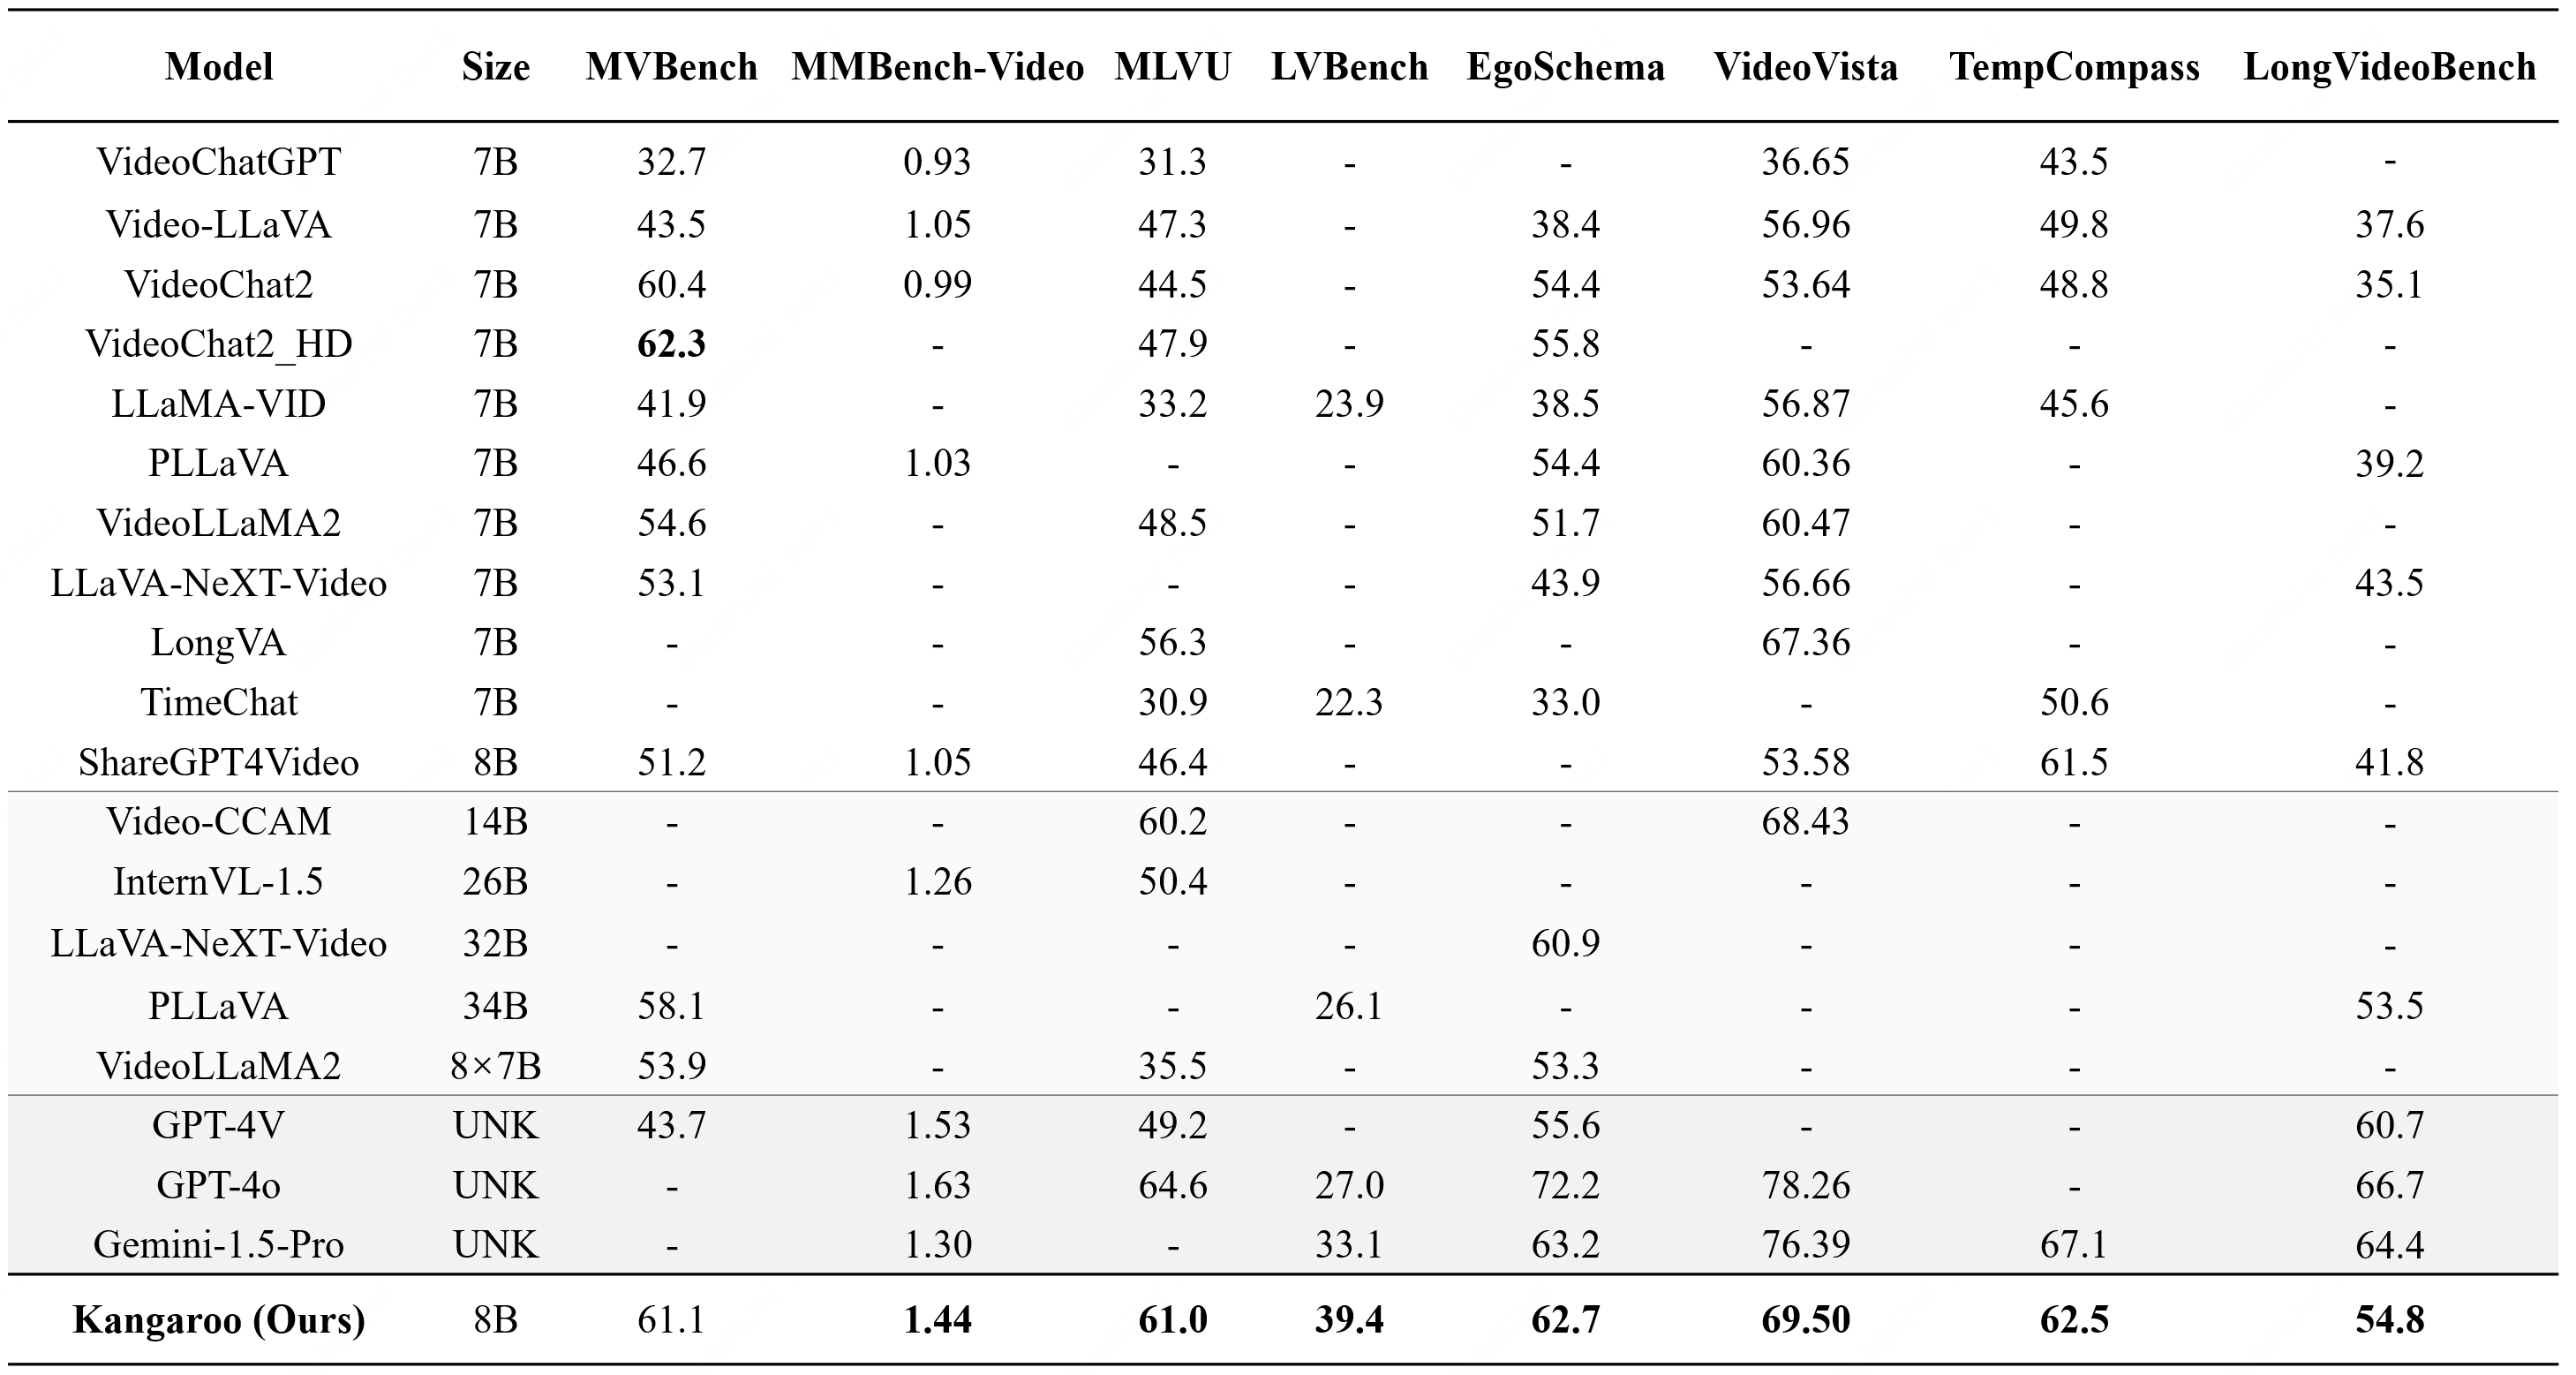 Model Size MVBench MMBench-Video MLVU LVBench EgoSchema VideoVista TempCompass LongVideoBench
VideoChatGPT 7B 32.7 0.93 31.3 - - 36.65 43.5 -
Video-LLaVA 7B 43.5 1.05 47.3 - 38.4 56.96 49.8 37.6
VideoChat2 7B 60.4 0.99 44.5 - 54.4 53.64 48.8 35.1
VideoChat2_HD 7B 62.3 - 47.9 - 55.8 - - -
LLaMA-VID 7B 41.9 - 33.2 23.9 38.5 56.87 45.6 -
PLLaVA 7B 46.6 1.03 - - 54.4 60.36 - 39.2
VideoLLaMA2 7B 54.6 - 48.5 - 51.7 60.47 - -
LLaVA-NeXT-Video 7B 53.1 - - - 43.9 56.66 - 43.5
LongVA 7B - - 56.3 - - 67.36 - -
TimeChat 7B - - 30.9 22.3 33.0 - 50.6 -
ShareGPT4Video 8B 51.2 1.05 46.4 - - 53.58 61.5 41.8
Video-CCAM 14B - - 60.2 - - 68.43 - -
InternVL-1.5 26B - 1.26 50.4 - - - - -
LLaVA-NeXT-Video 32B - - - - 60.9 - - -
PLLaVA 34B 58.1 - - 26.1 - - - 53.5
VideoLLaMA2 8×7B 53.9 - 35.5 - 53.3 - - -
GPT-4V UNK 43.7 1.53 49.2 - 55.6 - - 60.7
GPT-4o UNK - 1.63 64.6 27.0 72.2 78.26 - 66.7
Gemini-1.5-Pro UNK - 1.30 - 33.1 63.2 76.39 67.1 64.4
Kangaroo (Ours) 8B 61.1 1.44 61.0 39.4 62.7 69.50 62.5 54.8